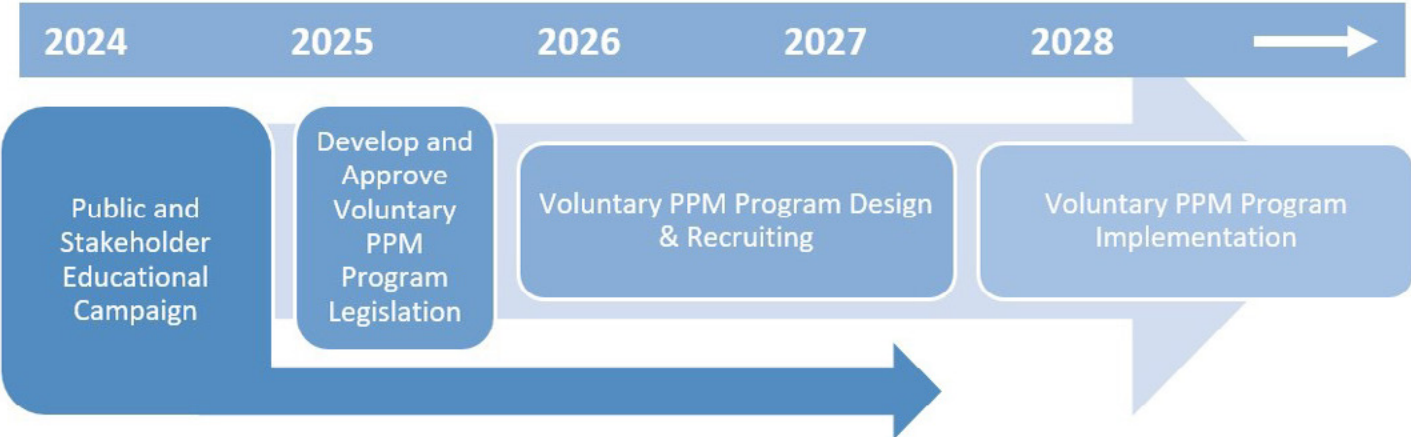 2024 2025 2026 2027 2028
Public and
Stakeholder
Educational
Campaign
Develop and
Approve
Voluntary
PPM
Program
Legislation
Voluntary PPM Program Design
& Recruiting
Voluntary PPM Program
Implementation